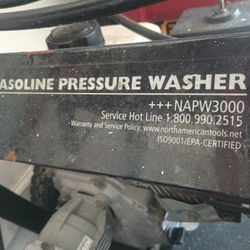 ASOLINE PRESSURE WASHER
+++NAPW3000
Service Hot Line 1.800.990.2515
Warranty and Service Policy: www.northamericantools.net
ISO9001/EPA-CERTIFIED